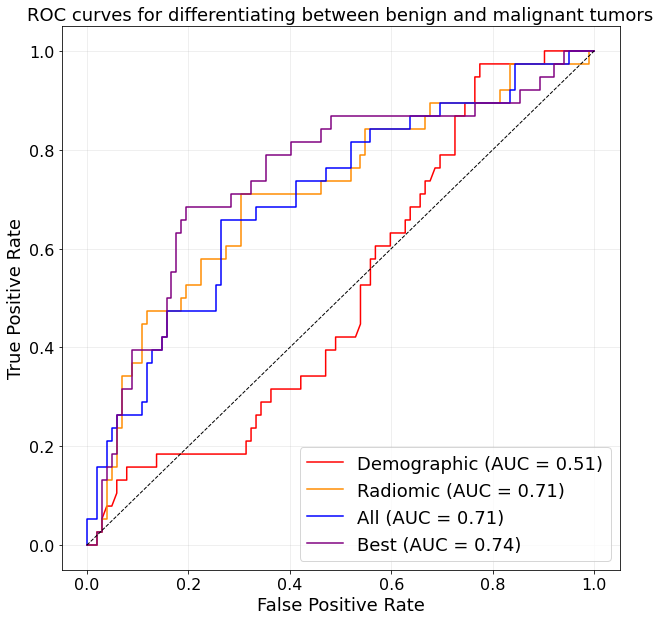 ROC curves for differentiating between benign and malignant tumors
True Positive Rate
1.0
0.8
0.6
0.4
0.2
0.0
Demographic (AUC = 0.51)
Radiomic (AUC = 0.71)
All (AUC = 0.71)
Best (AUC = 0.74)
0.0 0.2 0.4 0.6 0.8 1.0
False Positive Rate